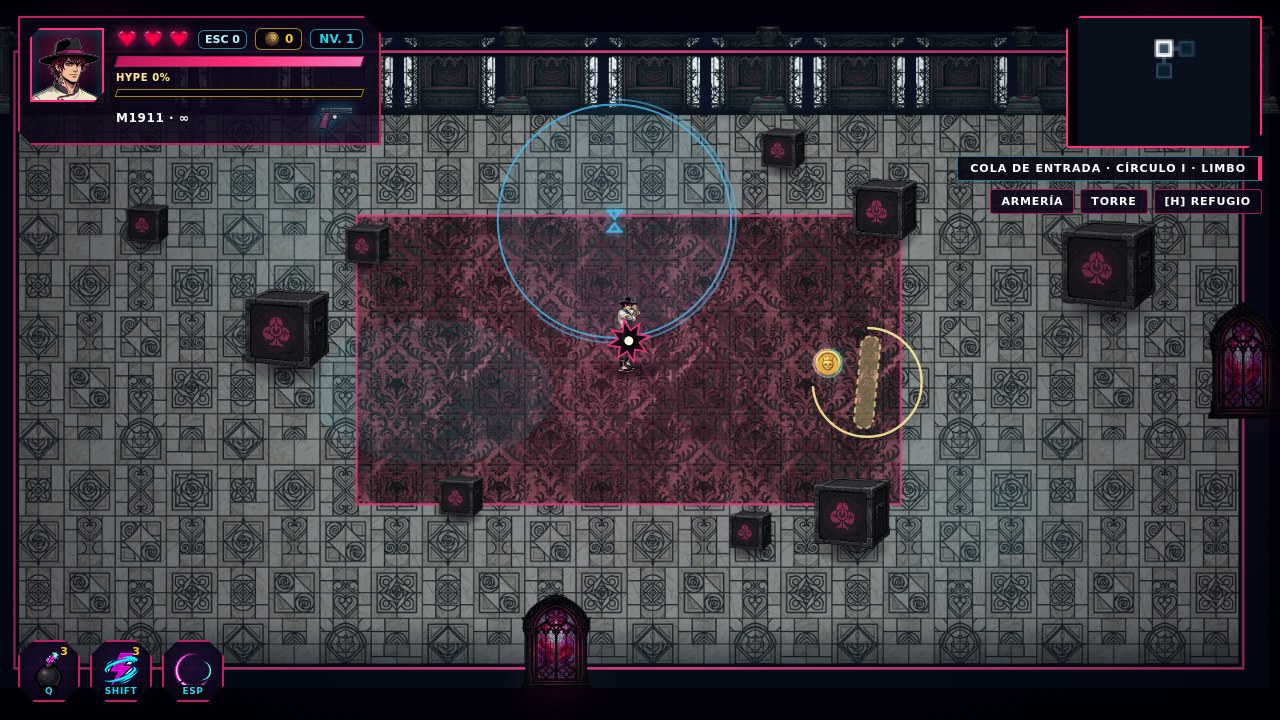 ESC 0
0
NV. 1
HYPE 0%
M1911 · ∞
COLA DE ENTRADA · CÍRCULO I · LIMBO
ARMERÍA
TORRE
[H] REFUGIO
3
Q
3
SHIFT
ESP